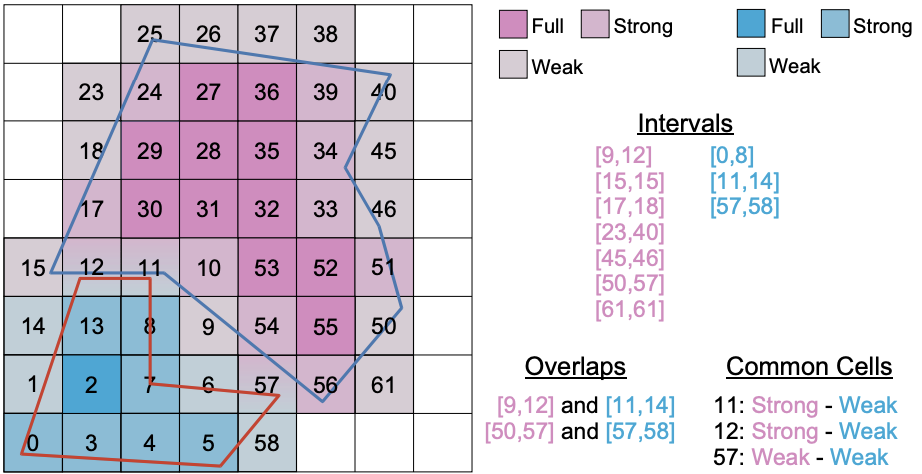 25 26 37 38
23 24 27 36 39 40
18 29 28 35 34 45
17 30 31 32 33 46
15 12 11 10 53 52 51
14 13 8 9 54 55 50
1 2 7 6 57 56 61
0 3 4 5 58
Full Strong
Weak
Full Strong
Weak
Intervals
[9,12] [0,8]
[15,15] [11,14]
[17,18] [57,58]
[23,40]
[45,46]
[50,57]
[61,61]
Overlaps
[9,12] and [11,14]
[50,57] and [57,58]
Common Cells
11: Strong - Weak
12: Strong - Weak
57: Weak - Weak